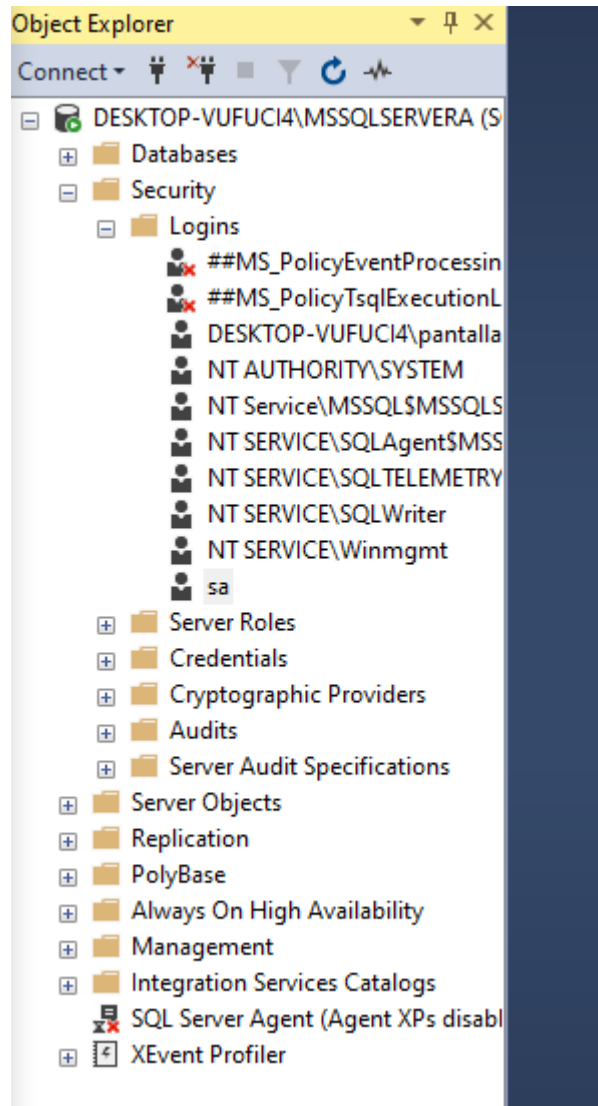 Object Explorer
Connect
DESKTOP-VUFUCI4\MSSQLSERVERA (S
Databases
Security
Logins
##MS_PolicyEventProcessin
##MS_PolicyTsqlExecutionL
DESKTOP-VUFUCI4\pantalla
NT AUTHORITY\SYSTEM
NT Service\MSSQL$MSSQLS
NT SERVICE\SQLAgent$MSS
NT SERVICE\SQLTELEMETRY
NT SERVICE\SQLWriter
NT SERVICE\Winmgmt
sa
Server Roles
Credentials
Cryptographic Providers
Audits
Server Audit Specifications
Server Objects
Replication
PolyBase
Always On High Availability
Management
Integration Services Catalogs
SQL Server Agent (Agent XPs disabl
XEvent Profiler